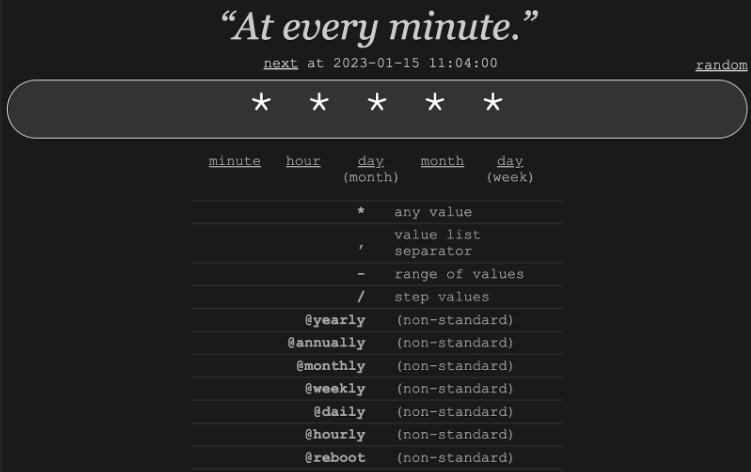 “At every minute.”
next at 2023-01-15 11:04:00
random
* * * * *
minute hour day month day
(month) (week)
* any value
, value list
separator
- range of values
/ step values
@yearly (non-standard)
@annually (non-standard)
@monthly (non-standard)
@weekly (non-standard)
@daily (non-standard)
@hourly (non-standard)
@reboot (non-standard)